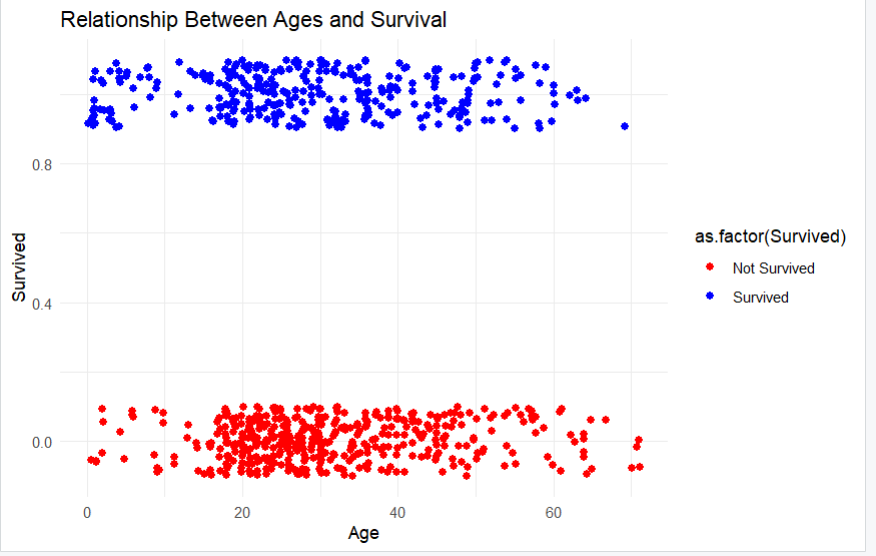 Relationship Between Ages and Survival
Survived
0.8
0.4
0.0
0 20 40 60
Age
as.factor(Survived)
Not Survived
Survived